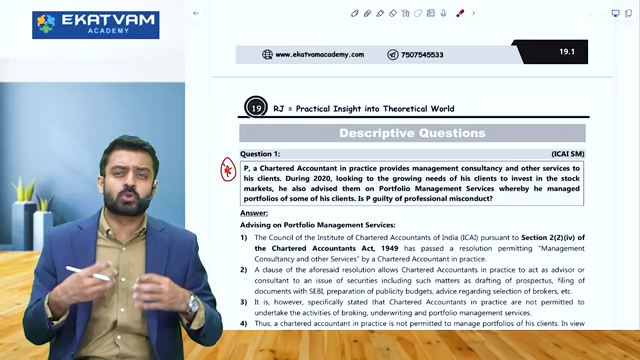 EKATVAM
ACADEMY
www.ekatvamacademy.com
7507545533
19.1
19 RJ = Practical Insight into Theoretical World
Descriptive Questions
Question 1: (ICAI SM)
P, a Chartered Accountant in practice provides management consultancy and other services to
his clients. During 2020, looking to the growing needs of his clients to invest in the stock
markets, he also advised them on Portfolio Management Services whereby he managed
portfolios of some of his clients. Is P guilty of professional misconduct?
Answer:
Advising on Portfolio Management Services:
1) The Council of the Institute of Chartered Accountants of India (ICAI) pursuant to Section 2(2)(iv) of
the Chartered Accountants Act, 1949 has passed a resolution permitting "Management
Consultancy and other Services" by a Chartered Accountant in practice.
2) A clause of the aforesaid resolution allows Chartered Accountants in practice to act as advisor or
consultant to an issue of securities including such matters as drafting of prospectus, filing of
documents with SEBI, preparation of publicity budgets, advice regarding selection of brokers, etc.
3) It is, however, specifically stated that Chartered Accountants in practice are not permitted to
undertake the activities of broking, underwriting and portfolio management services.
4) Thus, a chartered accountant in practice is not permitted to manage portfolios of his clients. In view